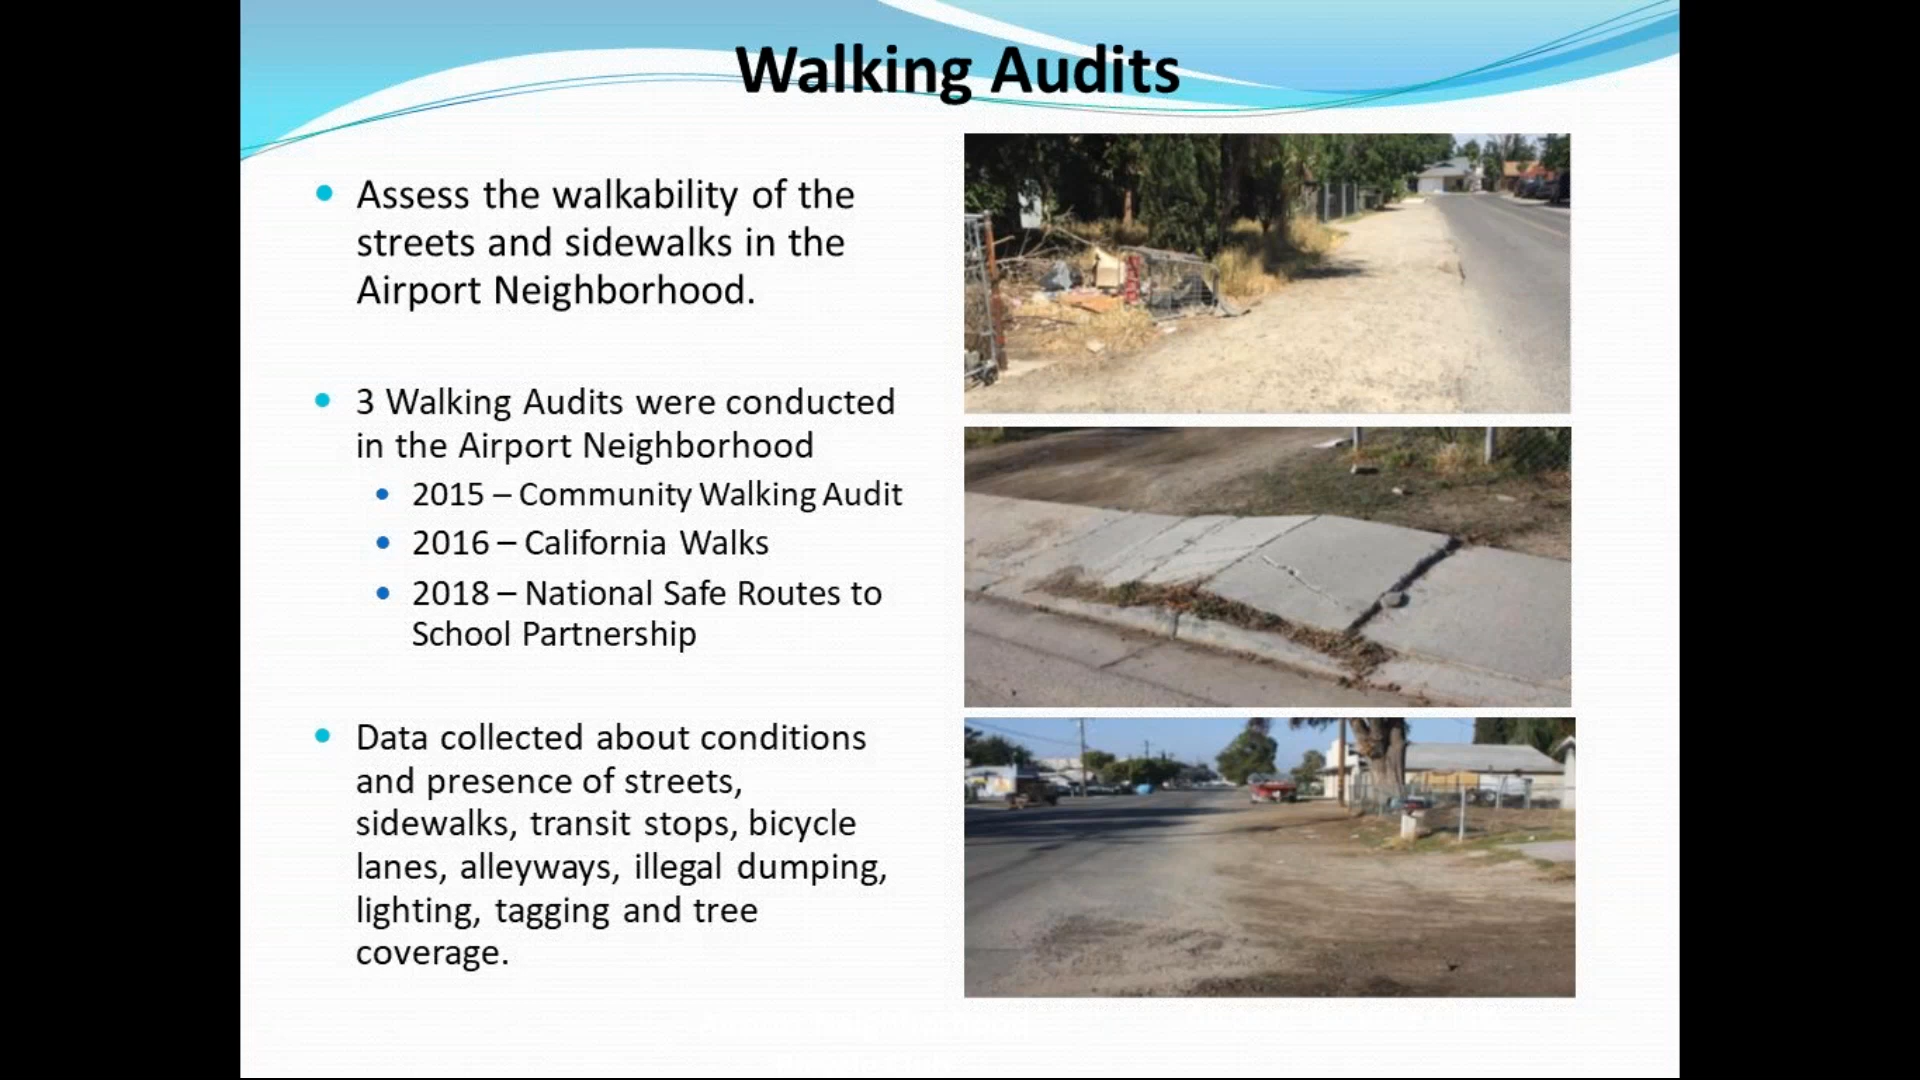 Walking Audits
Assess the walkability of the
streets and sidewalks in the
Airport Neighborhood.
3 Walking Audits were conducted
in the Airport Neighborhood
2015 – Community Walking Audit
2016 – California Walks
2018 – National Safe Routes to
School Partnership
Data collected about conditions
and presence of streets,
sidewalks, transit stops, bicycle
lanes, alleyways, illegal dumping,
lighting, tagging and tree
coverage.